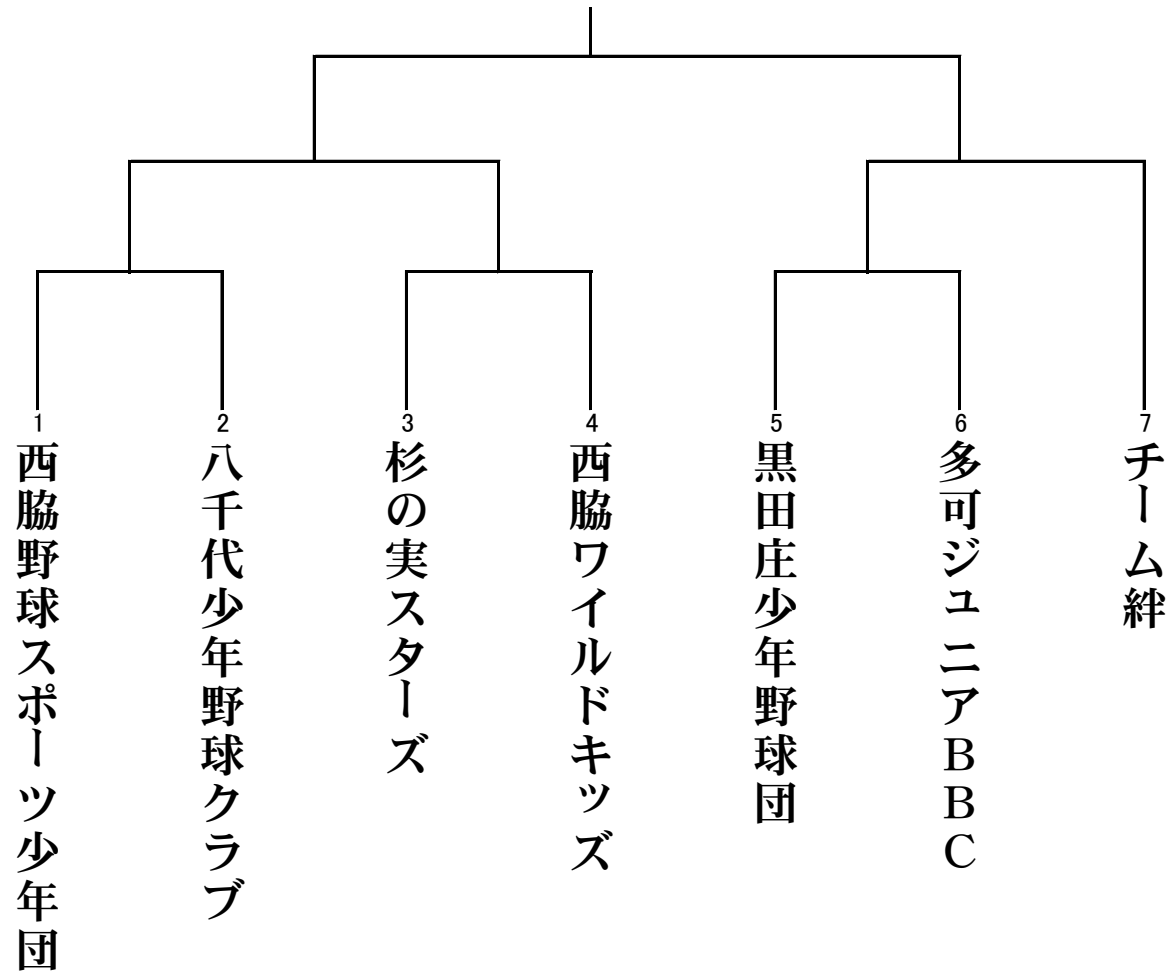 1
西脇野球スポーツ少年団
2
八千代少年野球クラブ
3
杉の実スターズ
4
西脇ワイルドキッズ
5
黒田庄少年野球団
6
多可ジュニアＢＢＣ
7
チーム絆